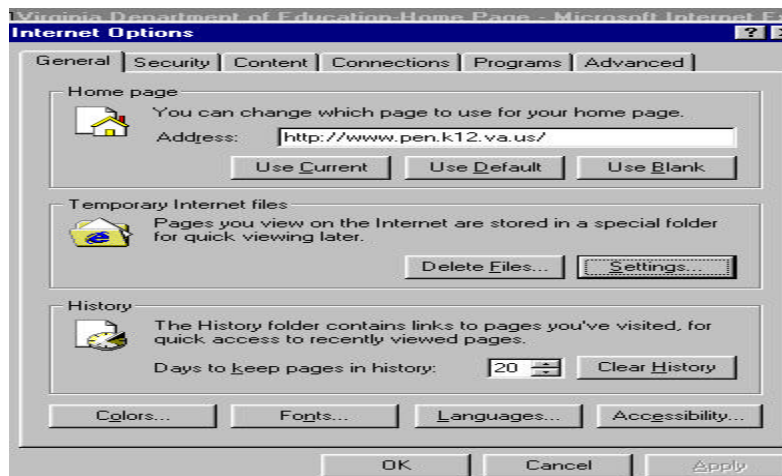 Virginia Department of Education-Home Page - Microsoft Internet
Internet Options
General Security Content Connections Programs Advanced
Home page
You can change which page to use for your home page.
Address: http://www.pen.k12.va.us/
Use Current Use Default Use Blank
Temporary Internet files
Pages you view on the Internet are stored in a special folder
for quick viewing later.
Delete Files... Settings...
History
The History folder contains links to pages you've visited, for
quick access to recently viewed pages.
Days to keep pages in history: 20 Clear History
Colors... Fonts... Languages... Accessibility...
OK Cancel Apply